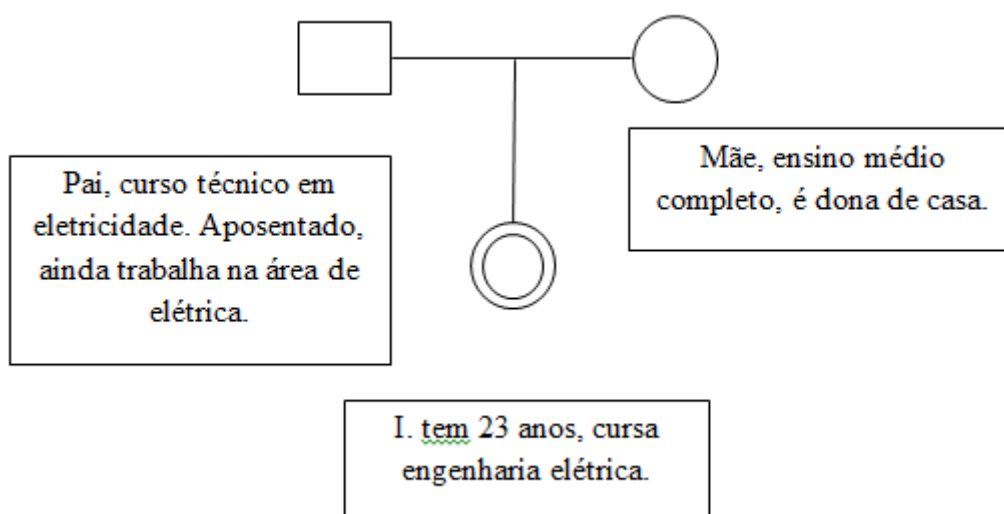 Pai, curso técnico em
eletricidade. Aposentado,
ainda trabalha na área de
elétrica.
Mãe, ensino médio
completo, é dona de casa.
I. tem 23 anos, cursa
engenharia elétrica.